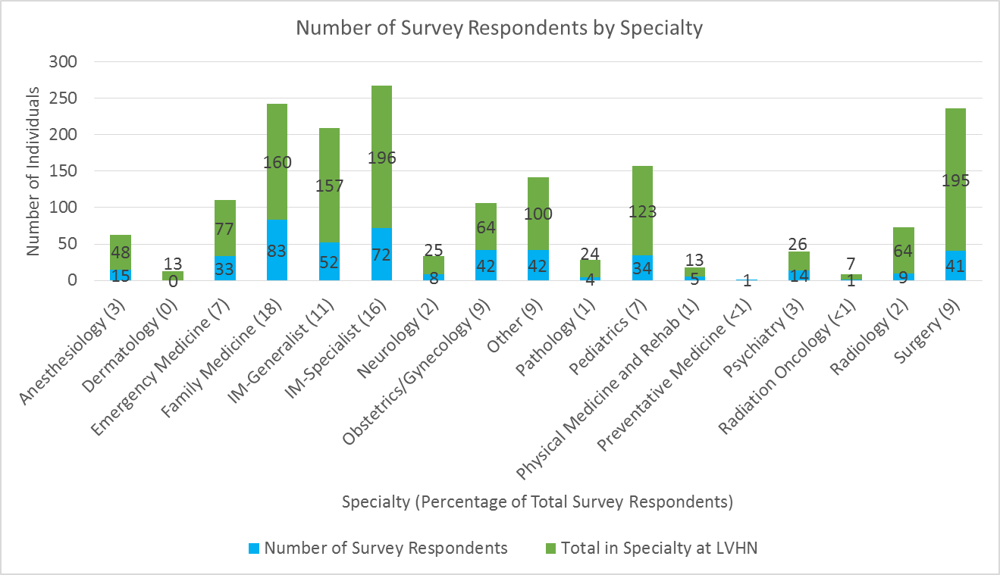 Number of Survey Respondents by Specialty
Number of Individuals
300
250
200
150
100
50
0
48
15
13
0
77
33
160
83
157
52
196
72
25
8
64
42
100
42
24
4
123
34
13
5
1
26
14
7
1
64
9
195
41
Anesthesiology (3)
Dermatology (0)
Emergency Medicine (7)
Family Medicine (18)
IM-Generalist (11)
IM-Specialist (16)
Neurology (2)
Obstetrics/Gynecology (9)
Other (9)
Pathology (1)
Pediatrics (7)
Physical Medicine and Rehab (1)
Preventative Medicine (<1)
Psychiatry (3)
Radiation Oncology (<1)
Radiology (2)
Surgery (9)
Specialty (Percentage of Total Survey Respondents)
Number of Survey Respondents
Total in Specialty at LVHN